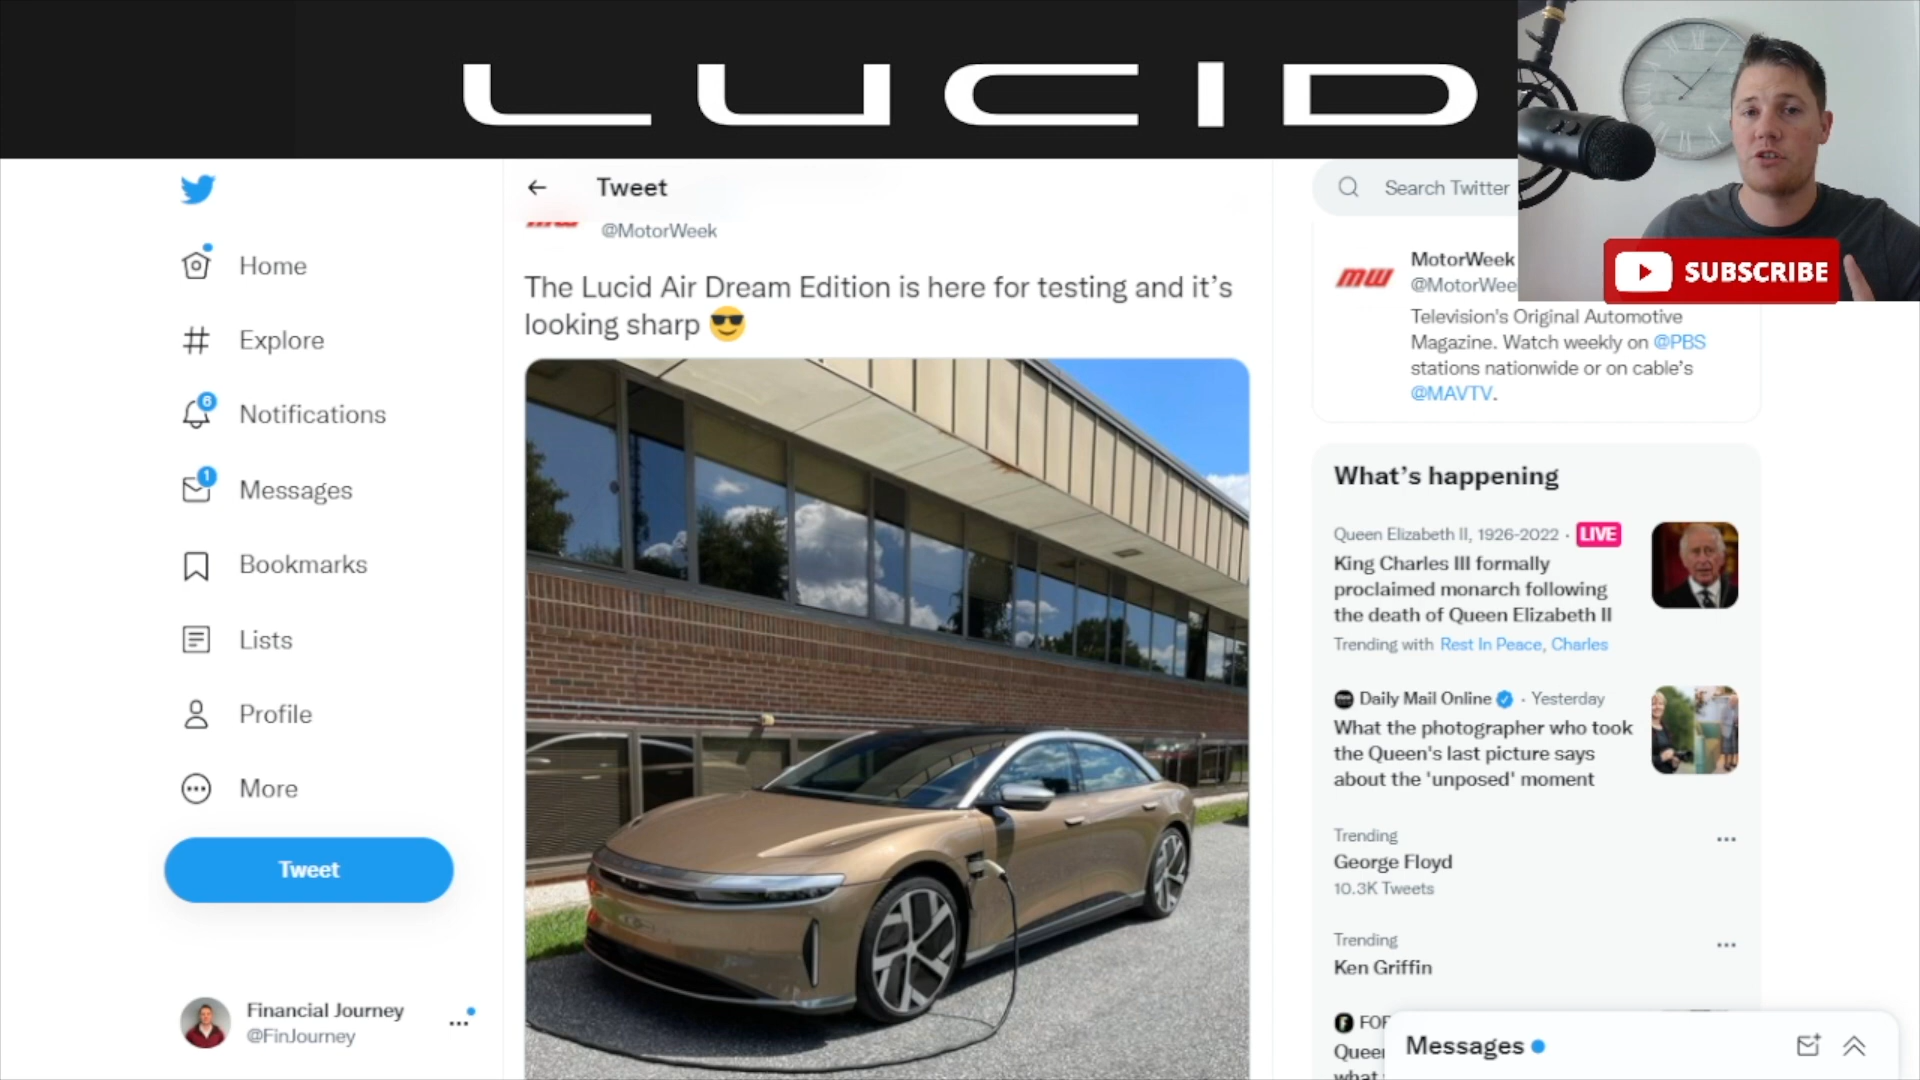 LUCID
Tweet
@MotorWeek
The Lucid Air Dream Edition is here for testing and it's
looking sharp 😎
Home
Explore
6
Notifications
1
Messages
Bookmarks
Lists
Profile
More
Tweet
Financial Journey
@FinJourney
Search Twitter
SUBSCRIBE
MW
MotorWeek
Television's Original Automotive
Magazine. Watch weekly on @PBS
stations nationwide or on cable's
@MAVTV.
What's happening
Queen Elizabeth II, 1926-2022 · LIVE
King Charles III formally
proclaimed monarch following
the death of Queen Elizabeth II
Trending with Rest In Peace, Charles
Daily Mail Online · Yesterday
What the photographer who took
the Queen's last picture says
about the 'unposed' moment
Trending
George Floyd
10.3K Tweets
Trending
Ken Griffin
Messages